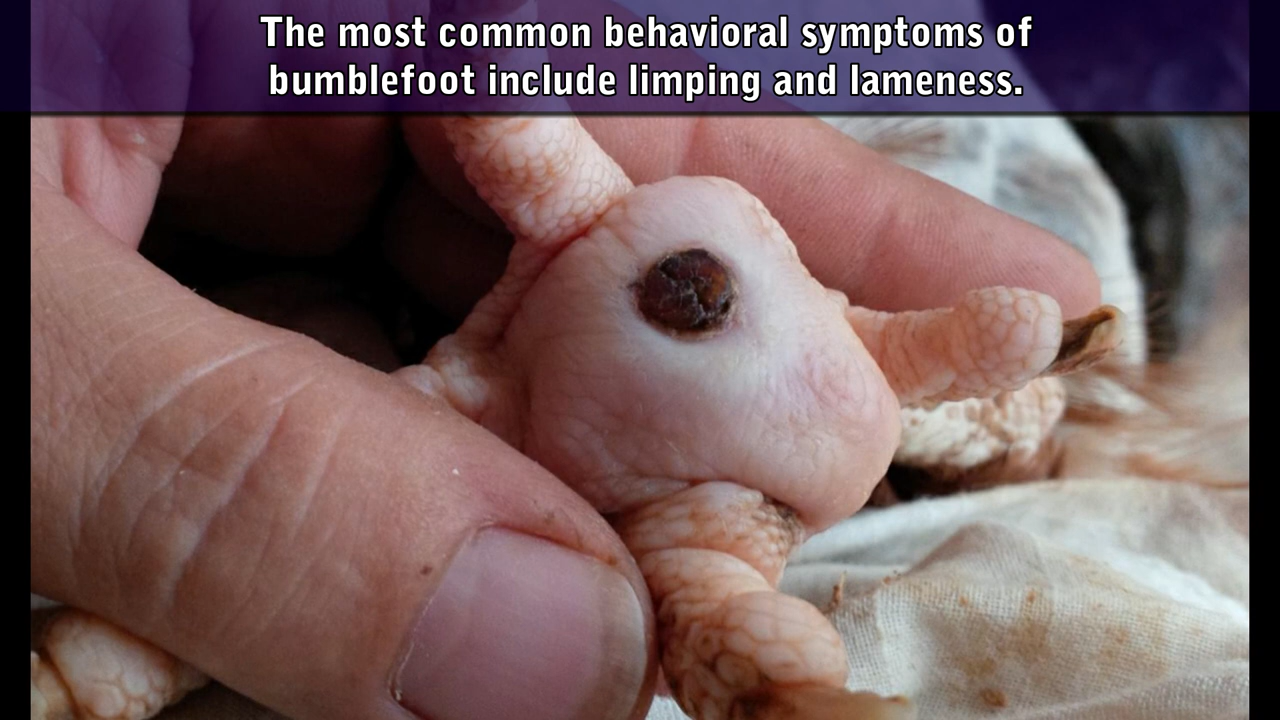 The most common behavioral symptoms of
bumblefoot include limping and lameness.